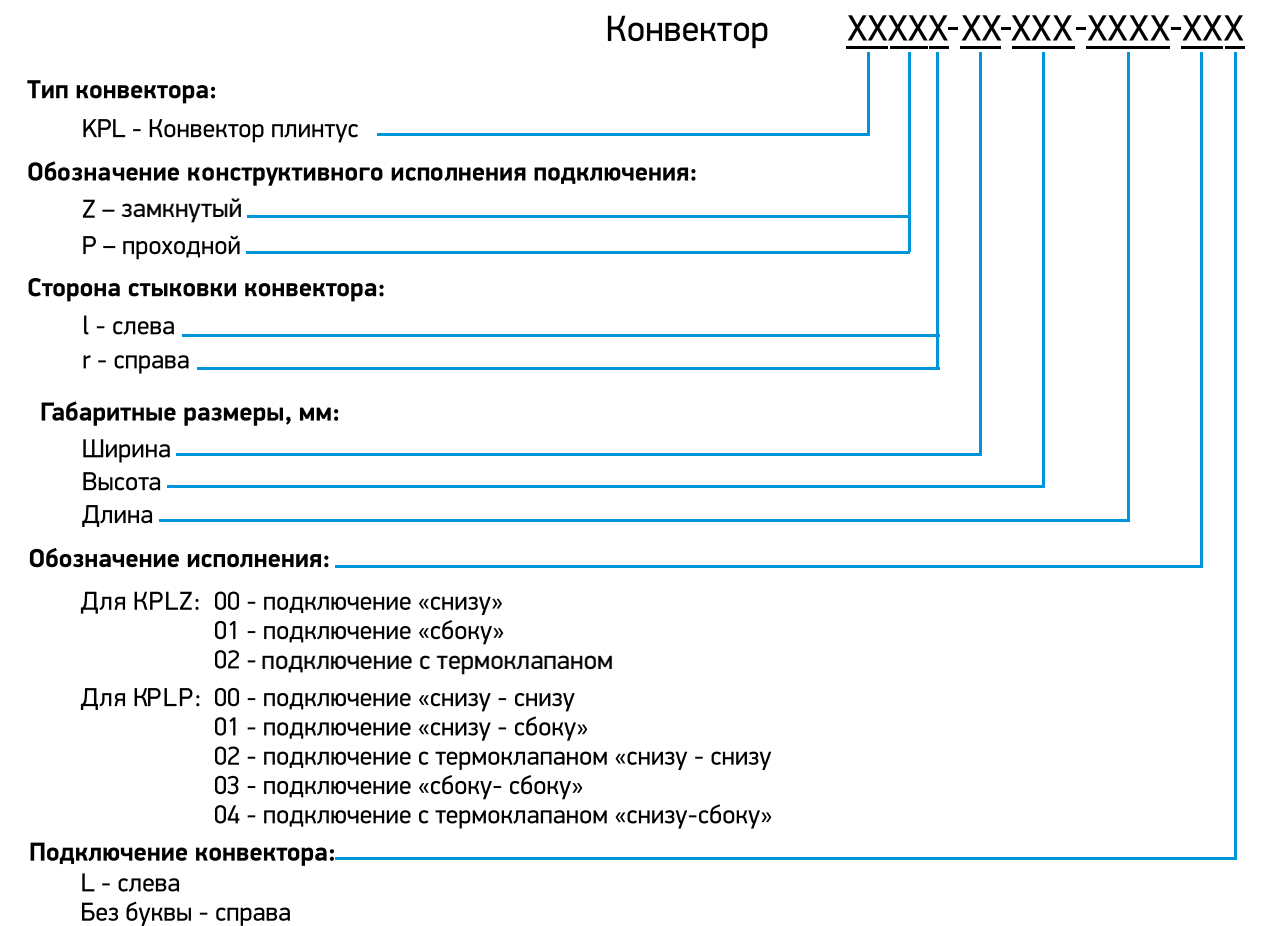 Конвектор XXXXX-XX-XXX-XXXX-XXX
Тип конвектора:
KPL - Конвектор плинтус
Обозначение конструктивного исполнения подключения:
Z – замкнутый
P – проходной
Сторона стыковки конвектора:
l - слева
r - справа
Габаритные размеры, мм:
Ширина
Высота
Длина
Обозначение исполнения:
Для KPLZ: 00 - подключение «снизу»
01 - подключение «сбоку»
02 - подключение с термоклапаном
Для KPLP: 00 - подключение «снизу - снизу
01 - подключение «снизу - сбоку»
02 - подключение с термоклапаном «снизу - снизу
03 - подключение «сбоку- сбоку»
04 - подключение с термоклапаном «снизу-сбоку»
Подключение конвектора:
L - слева
Без буквы - справа